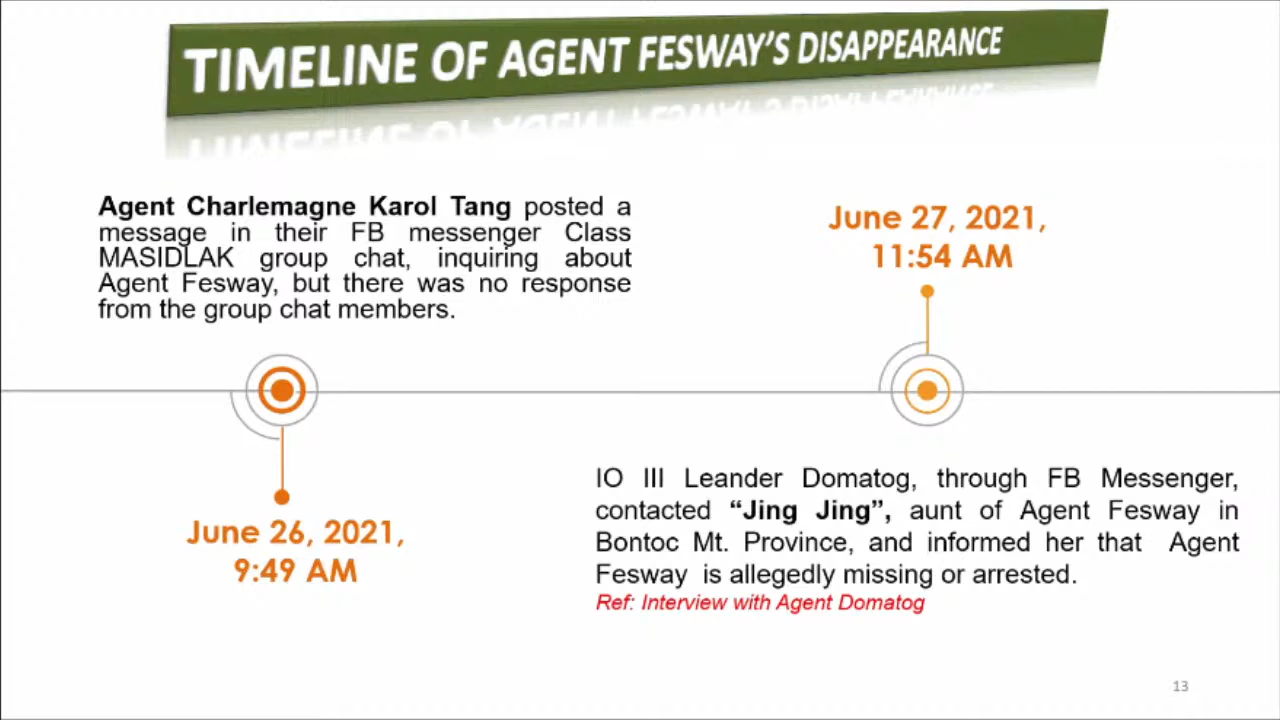 TIMELINE OF AGENT FESWAY'S DISAPPEARANCE
Agent Charlemagne Karol Tang posted a
message in their FB messenger Class
MASIDLAK group chat, inquiring about
Agent Fesway, but there was no response
from the group chat members.
June 26, 2021,
9:49 AM
June 27, 2021,
11:54 AM
IO III Leander Domatog, through FB Messenger,
contacted “Jing Jing”, aunt of Agent Fesway in
Bontoc Mt. Province, and informed her that Agent
Fesway is allegedly missing or arrested.
Ref: Interview with Agent Domatog
13